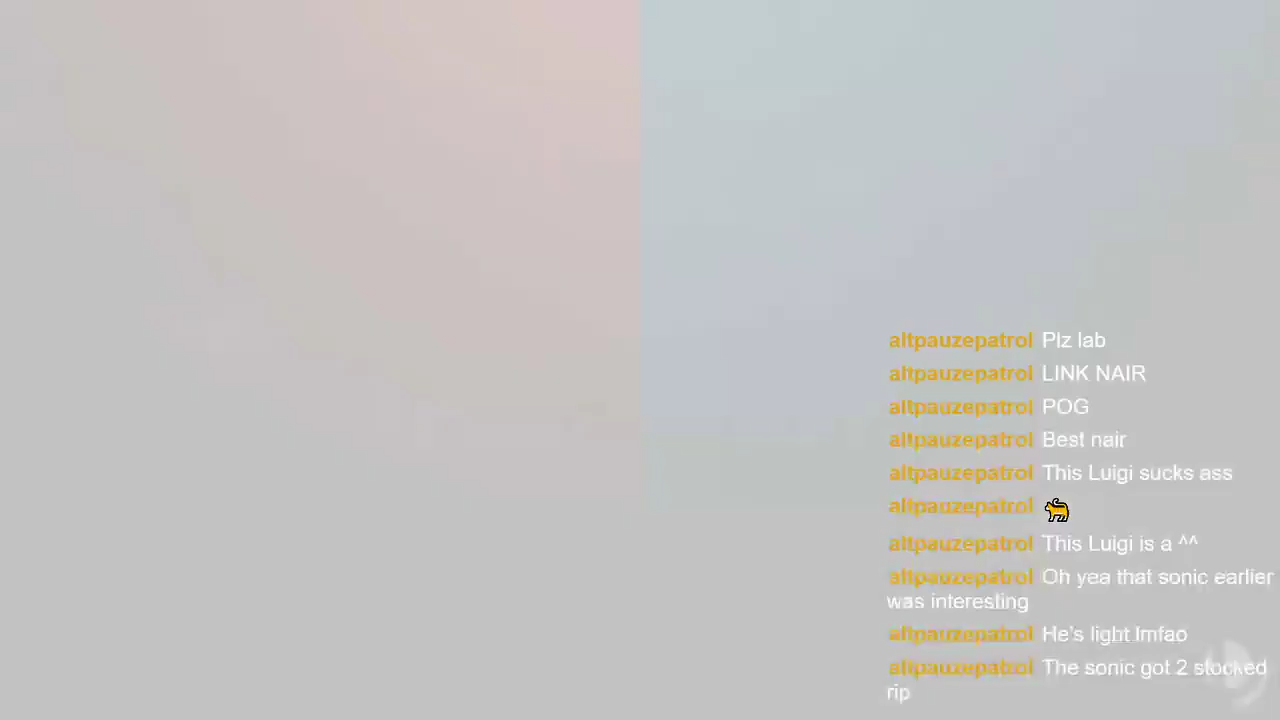 altpauzepatrol Plz lab
altpauzepatrol LINK NAIR
altpauzepatrol POG
altpauzepatrol Best nair
altpauzepatrol This Luigi sucks ass
altpauzepatrol 🐈
altpauzepatrol This Luigi is a ^^
altpauzepatrol Oh yea that sonic earlier
was interesting
altpauzepatrol He's light lmfao
altpauzepatrol The sonic got 2 stocked
rip